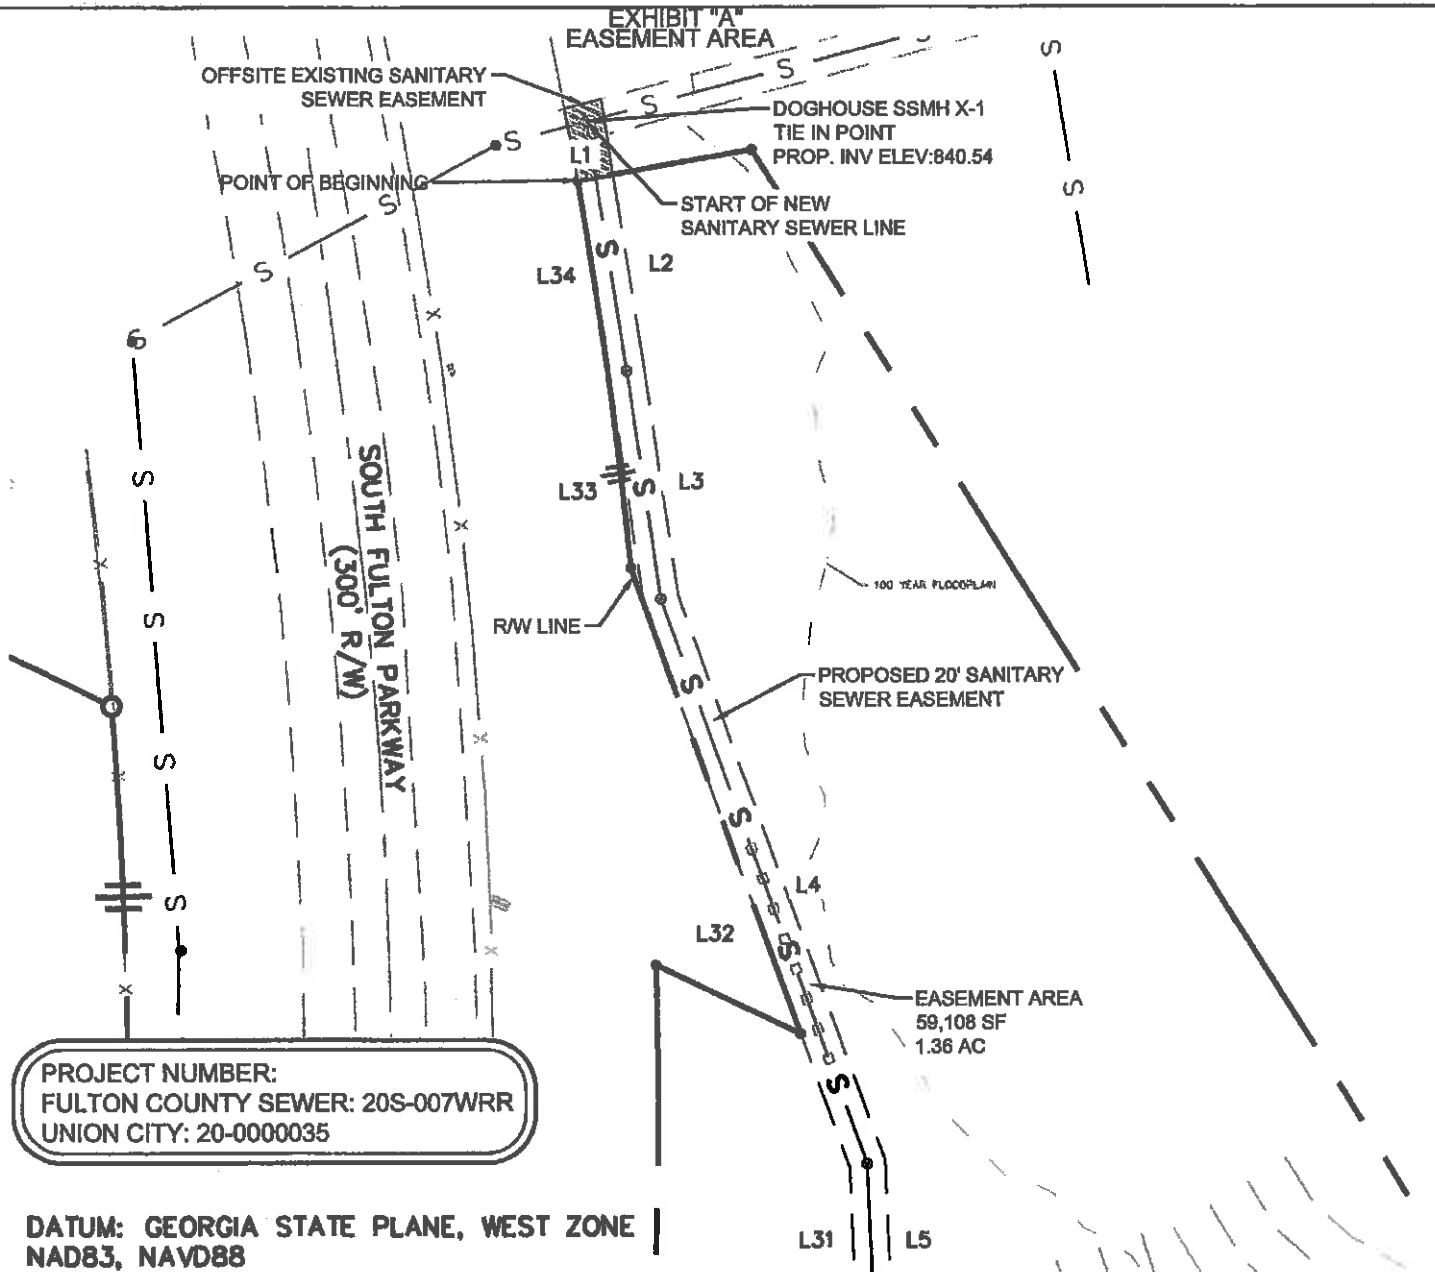 EXHIBIT "A"
EASEMENT AREA
OFFSITE EXISTING SANITARY
SEWER EASEMENT
S
S
S
S
DOGHOUSE SSMH X-1
TIE IN POINT
PROP. INV ELEV:840.54
L1
POINT OF BEGINNING
S
S
START OF NEW
SANITARY SEWER LINE
S
L2
L34
S
S
X
S
L33
S
L3
SOUTH FULTON PARKWAY
(300' R/W)
X
X
100 YEAR FLOODPLAIN
S
R/W LINE
PROPOSED 20' SANITARY
SEWER EASEMENT
S
X
S
X
S
L4
S
L32
S
X
X
EASEMENT AREA
59,108 SF
1.36 AC
PROJECT NUMBER:
FULTON COUNTY SEWER: 20S-007WRR
UNION CITY: 20-0000035
S
DATUM: GEORGIA STATE PLANE, WEST ZONE
NAD83, NAVD88
L31
L5